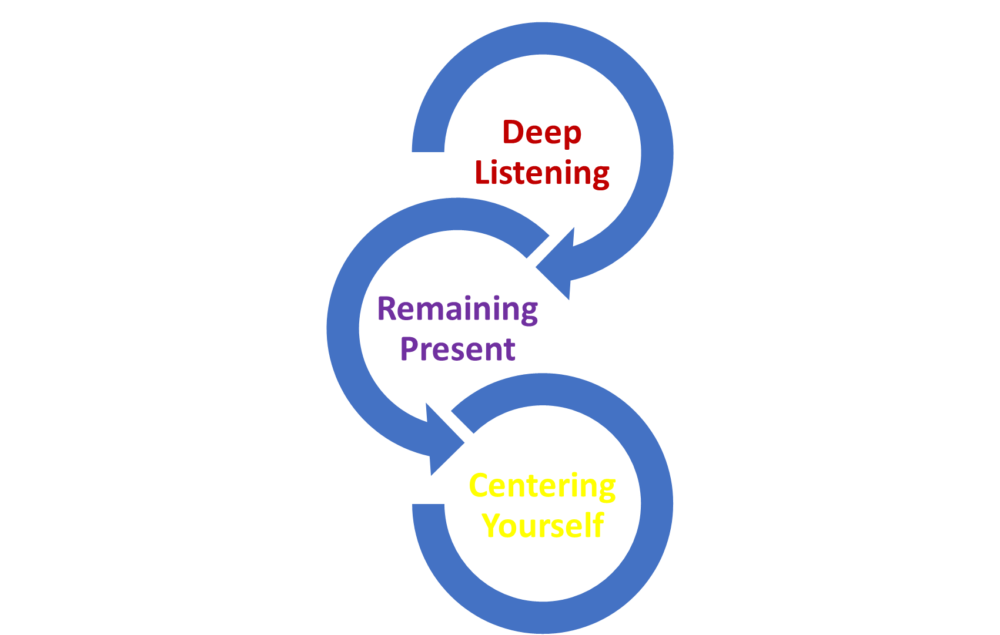 Deep
Listening
Remaining
Present
Centering
Yourself